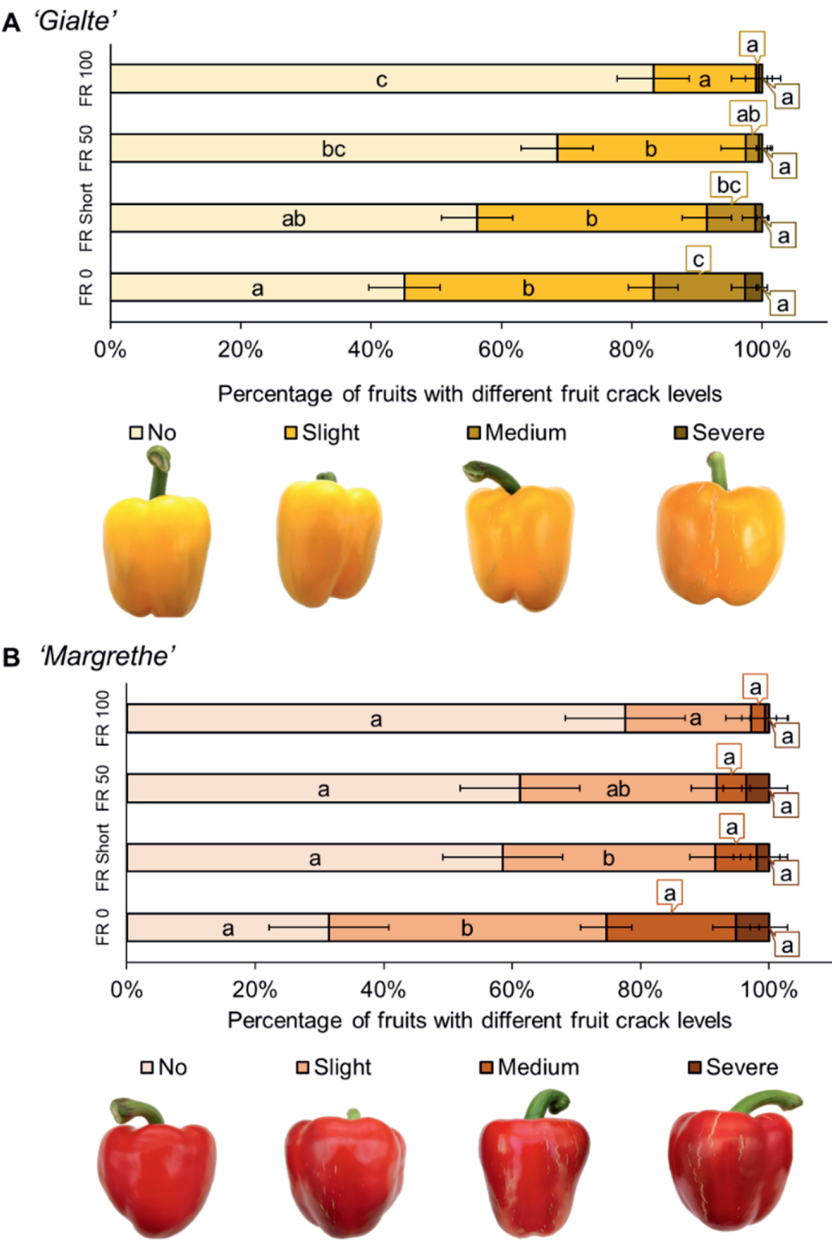 A 'Gialte'
a
FR 100 c a a
ab
FR 50 bc b a
bc
FR Short ab b a
c
FR 0 a b a
0% 20% 40% 60% 80% 100%
Percentage of fruits with different fruit crack levels
No Slight Medium Severe
B 'Margrethe'
a
FR 100 a a a
a
FR 50 a ab a
a
FR Short a b a
a
FR 0 a b a
0% 20% 40% 60% 80% 100%
Percentage of fruits with different fruit crack levels
No Slight Medium Severe